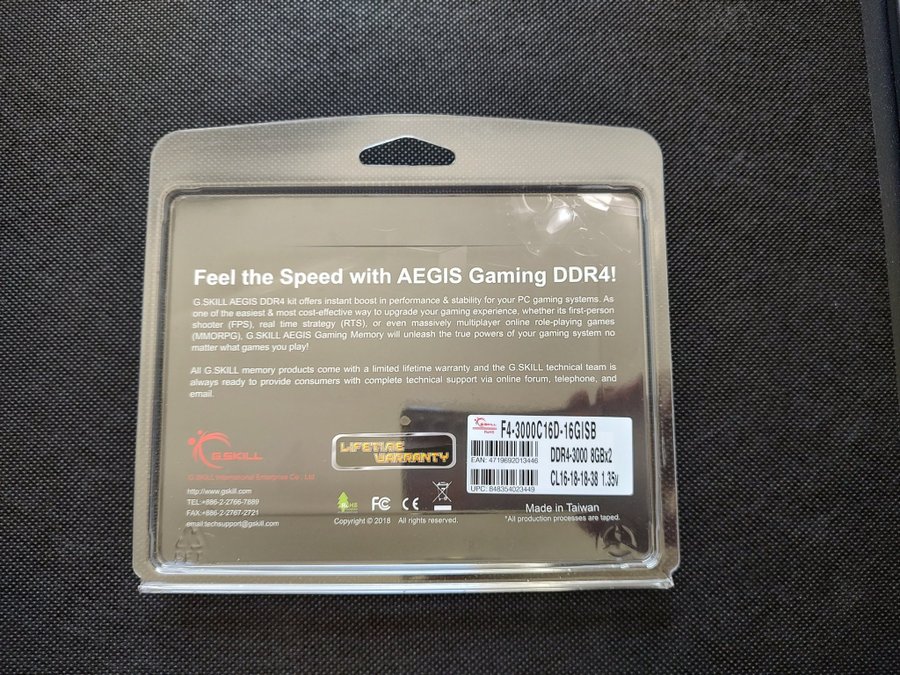 Feel the Speed with AEGIS Gaming DDR4!
G.SKILL AEGIS DDR4 kit offers instant boost in performance & stability for your PC gaming systems. As
one of the easiest & most cost-effective way to upgrade your gaming experience, whether its first-person
shooter (FPS), real time strategy (RTS), or even massively multiplayer online role-playing games
(MMORPG), G.SKILL AEGIS Gaming Memory will unleash the true powers of your gaming system no
matter what games you play!
All G.SKILL memory products come with a limited lifetime warranty and the G.SKILL technical team is
always ready to provide consumers with complete technical support via online forum, telephone, and
email.
G.SKILL
G.SKILL International Enterprise Co., Ltd
http://www.gskill.com
TEL:+886-2-2766-7889
FAX:+886-2-2767-2721
email:techsupport@gskill.com
LIFETIME
WARRANTY
RoHS
FC CE
Copyright © 2018 All rights reserved.
G.SKILL
F4-3000C16D-16GISB
DDR4-3000 8GBx2
EAN: 4719692013446
CL16-18-18-38 1.35v
UPC: 848354023449
Made in Taiwan
*All production processes are taped.
PET